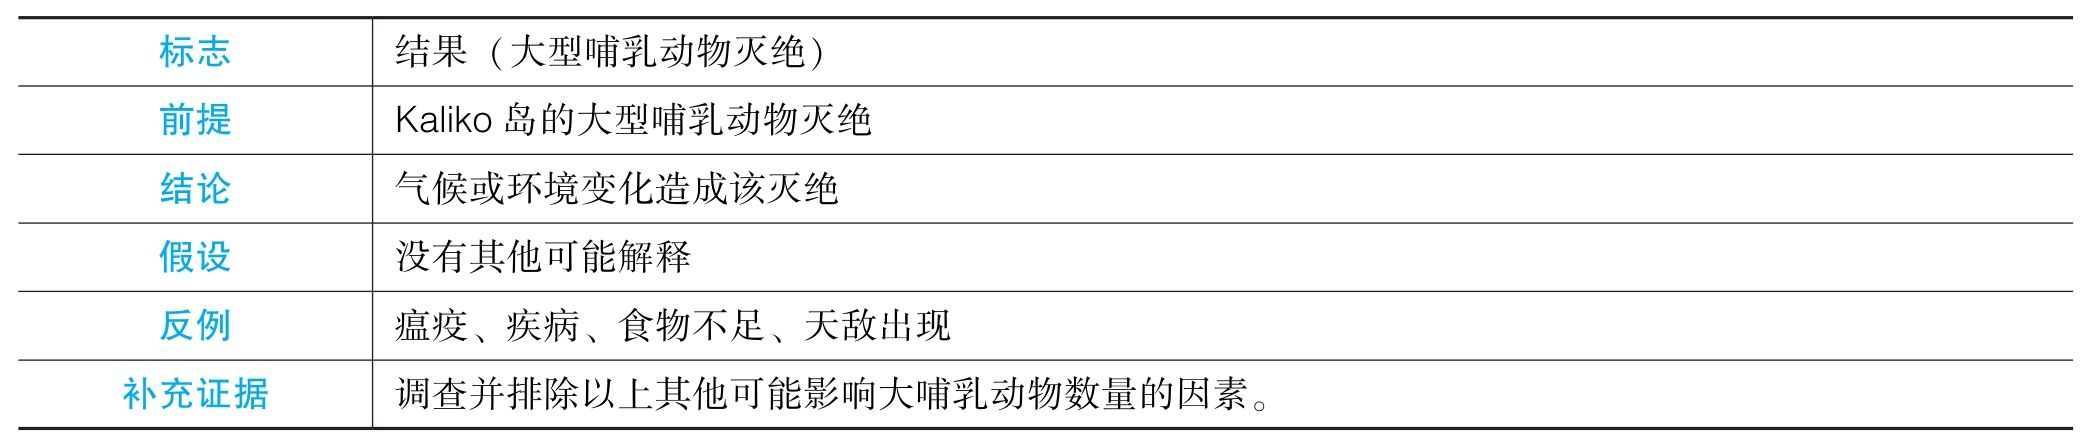 标志 结果（大型哺乳动物灭绝）
前提 Kaliko 岛的大型哺乳动物灭绝
结论 气候或环境变化造成该灭绝
假设 没有其他可能解释
反例 瘟疫、疾病、食物不足、天敌出现
补充证据 调查并排除以上其他可能影响大哺乳动物数量的因素。